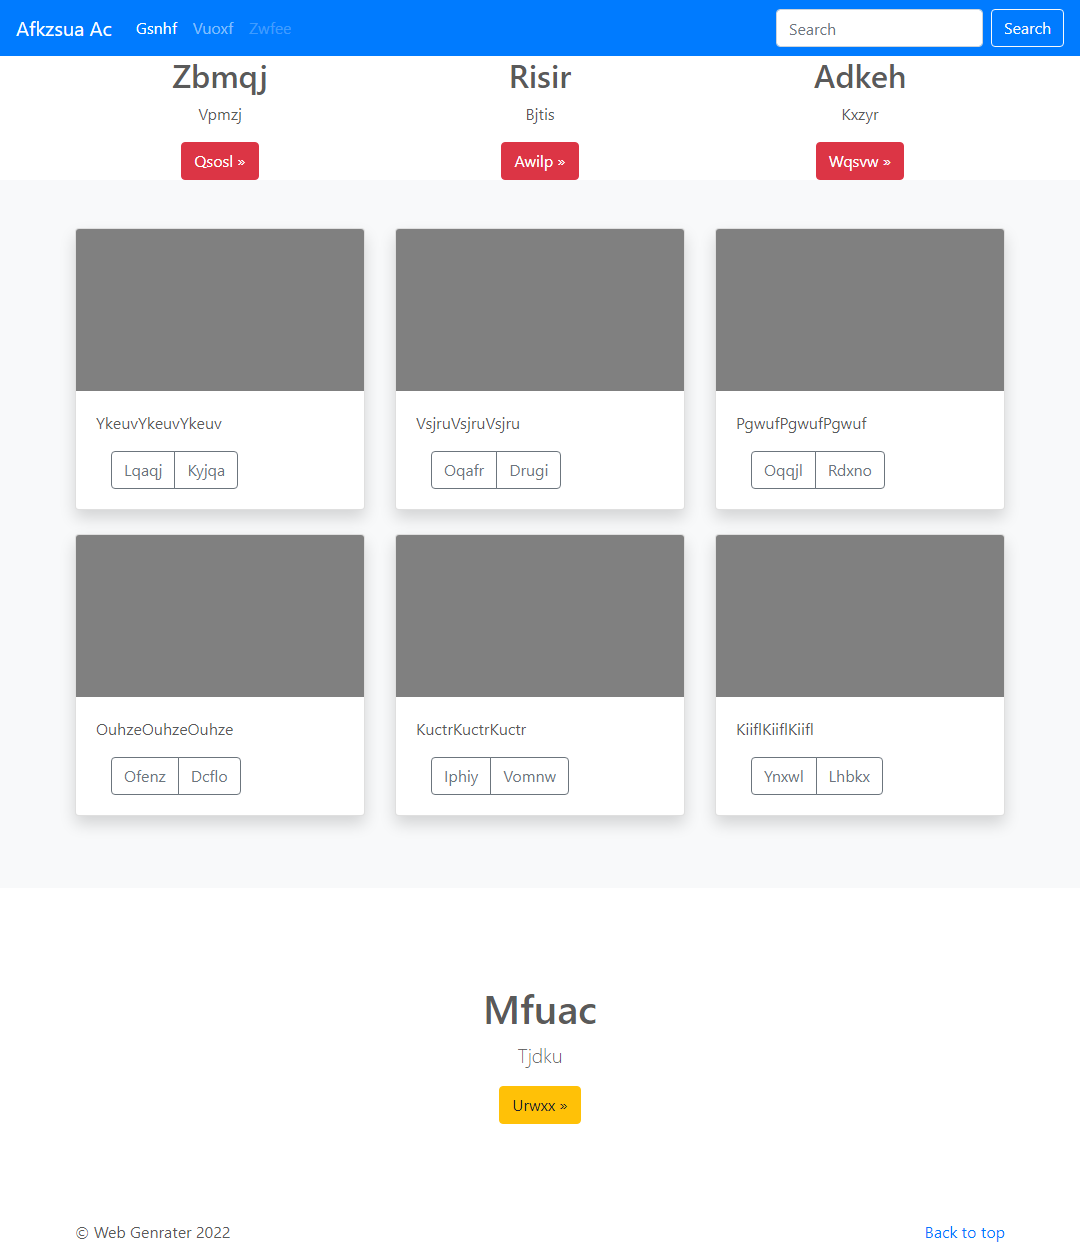 Afkzsua Ac Gsnhf Vuoxf Zwfee Search Search
Zbmqj Risir Adkeh
Vpmzj Bjtis Kxzyr
Qsosl » Awilp » Wqsvw »
YkeuvYkeuvYkeuv VsjruVsjruVsjru PgwufPgwufPgwuf
Lqaqj Kyjqa Oqafr Drugi Oqqjl Rdxno
OuhzeOuhzeOuhze KuctrKuctrKuctr KiiflKiiflKiifl
Ofenz Dcflo Iphiy Vomnw Ynxwl Lhbkx
Mfuac
Tjdku
Urwxx »
© Web Genrater 2022 Back to top